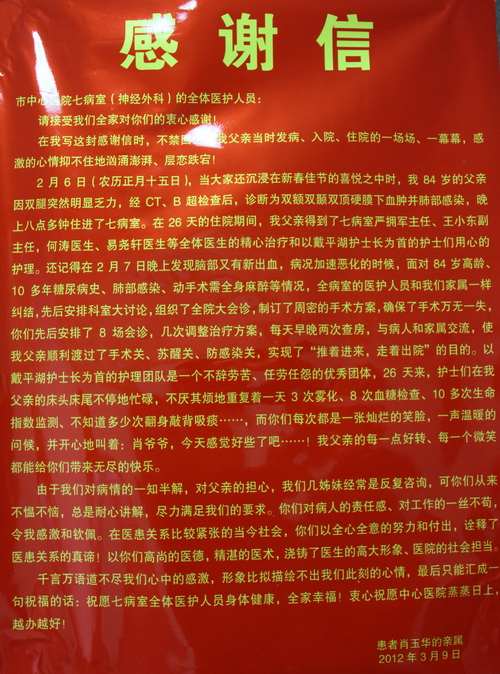 感谢信
市中心医院七病室（神经外科）的全体医护人员：
请接受我们全家对你们的衷心感谢！
在我写这封感谢信时，不禁回 我父亲当时发病、入院、住院的一场场、一幕幕，感
激的心情抑不住地汹涌澎湃、层恋跌宕！
2 月 6 日（农历正月十五日），当大家还沉浸在新春佳节的喜悦之中时，我 84 岁的父亲
因双腿突然明显乏力，经 CT、B 超检查后，诊断为双额双颞双顶硬膜下血肿并肺部感染，晚
上八点多钟住进了七病室。在 26 天的住院期间，我父亲得到了七病室严拥军主任、王小东副
主任，何涛医生、易尧轩医生等全体医生的精心治疗和以戴平湖护士长为首的护士们用心的
护理。还记得在 2 月 7 日晚上发现脑部又有新出血，病况加速恶化的时候，面对 84 岁高龄、
10 多年糖尿病史、肺部感染、动手术需全身麻醉等情况，全病室的医护人员和我们家属一样
纠结，先后安排科室大讨论，组织了全院大会诊，制订了周密的手术方案，确保了手术万无一失，
你们先后安排了 8 场会诊，几次调整治疗方案，每天早晚两次查房，与病人和家属交流，使
我父亲顺利渡过了手术关、苏醒关、防感染关，实现了“推着进来，走着出院”的目的。以
戴平湖护士长为首的护理团队是一个不辞劳苦、任劳任怨的优秀团体，26 天来，护士们在我
父亲的床头床尾不停地忙碌，不厌其烦地重复着一天 3 次雾化、8 次血糖检查、10 多次生命
指数监测、不知道多少次翻身敲背吸痰……，而你们每次都是一张灿烂的笑脸，一声温暖的
问候，并开心地叫着：肖爷爷，今天感觉好些了吧……！我父亲的每一点好转、每一个微笑
都能给你们带来无尽的快乐。
由于我们对病情的一知半解，对父亲的担心，我们几姊妹经常是反复咨询，可你们从来
不愠不恼，总是耐心讲解，尽力满足我们的要求。你们对病人的责任感、对工作的一丝不苟，
令我感激和钦佩。在医患关系比较紧张的当今社会，你们以全心全意的努力和付出，诠释了
医患关系的真谛！以你们高尚的医德，精湛的医术，浇铸了医生的高大形象、医院的社会担当。
千言万语道不尽我们心中的感激，形象比拟描绘不出我们此刻的心情，最后只能汇成一
句祝福的话：祝愿七病室全体医护人员身体健康，全家幸福！衷心祝愿中心医院蒸蒸日上，
越办越好！
患者肖玉华的亲属
2012 年 3 月 9 日